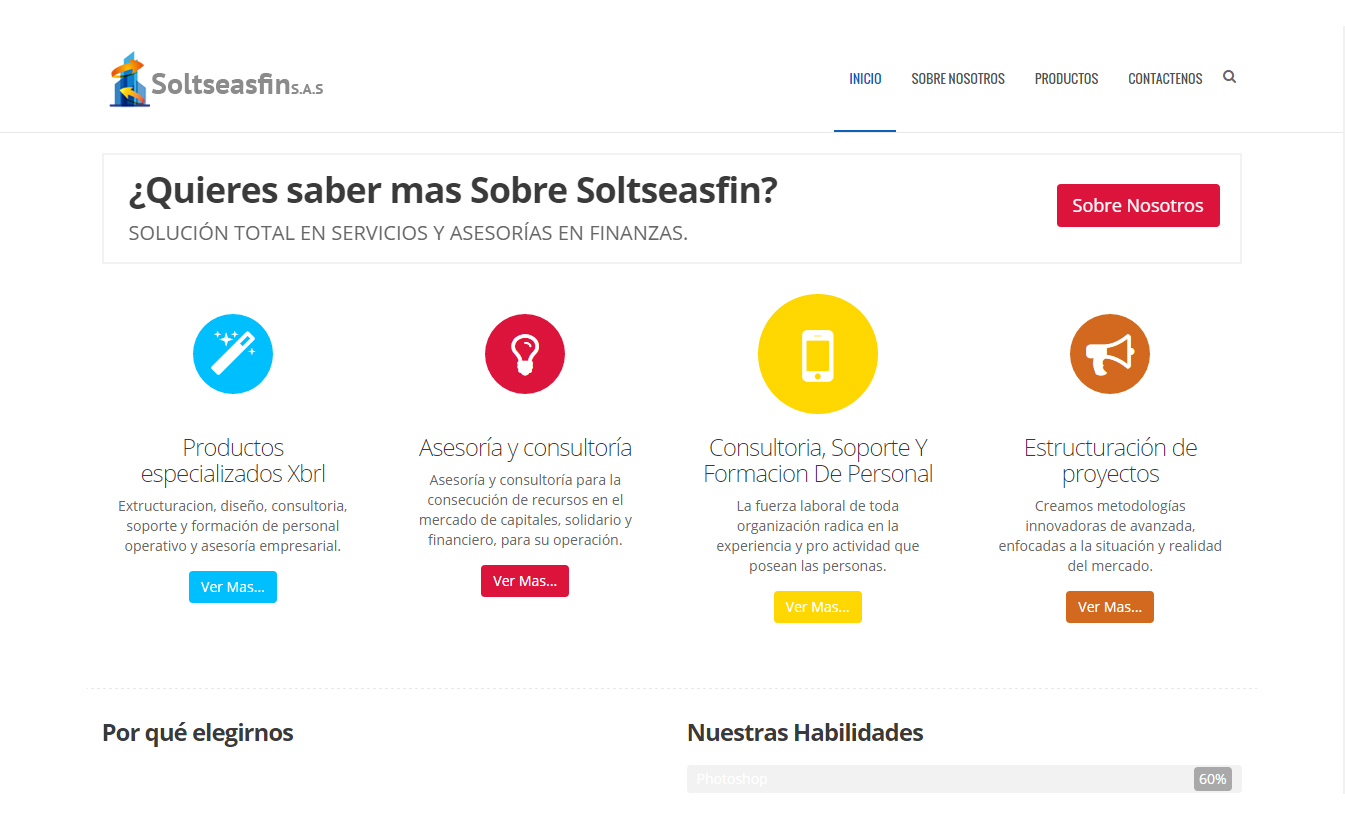 Soltseasfin S.A.S
INICIO SOBRE NOSOTROS PRODUCTOS CONTACTENOS
¿Quieres saber mas Sobre Soltseasfin?
SOLUCIÓN TOTAL EN SERVICIOS Y ASESORÍAS EN FINANZAS.
Sobre Nosotros
Productos
especializados Xbrl
Extructuracion, diseño, consultoria,
soporte y formación de personal
operativo y asesoría empresarial.
Ver Mas...
Asesoría y consultoría
Asesoría y consultoría para la
consecución de recursos en el
mercado de capitales, solidario y
financiero, para su operación.
Ver Mas...
Consultoria, Soporte Y
Formacion De Personal
La fuerza laboral de toda
organización radica en la
experiencia y pro actividad que
posean las personas.
Ver Mas...
Estructuración de
proyectos
Creamos metodologías
innovadoras de avanzada,
enfocadas a la situación y realidad
del mercado.
Ver Mas...
Por qué elegirnos
Nuestras Habilidades
Photoshop 60%